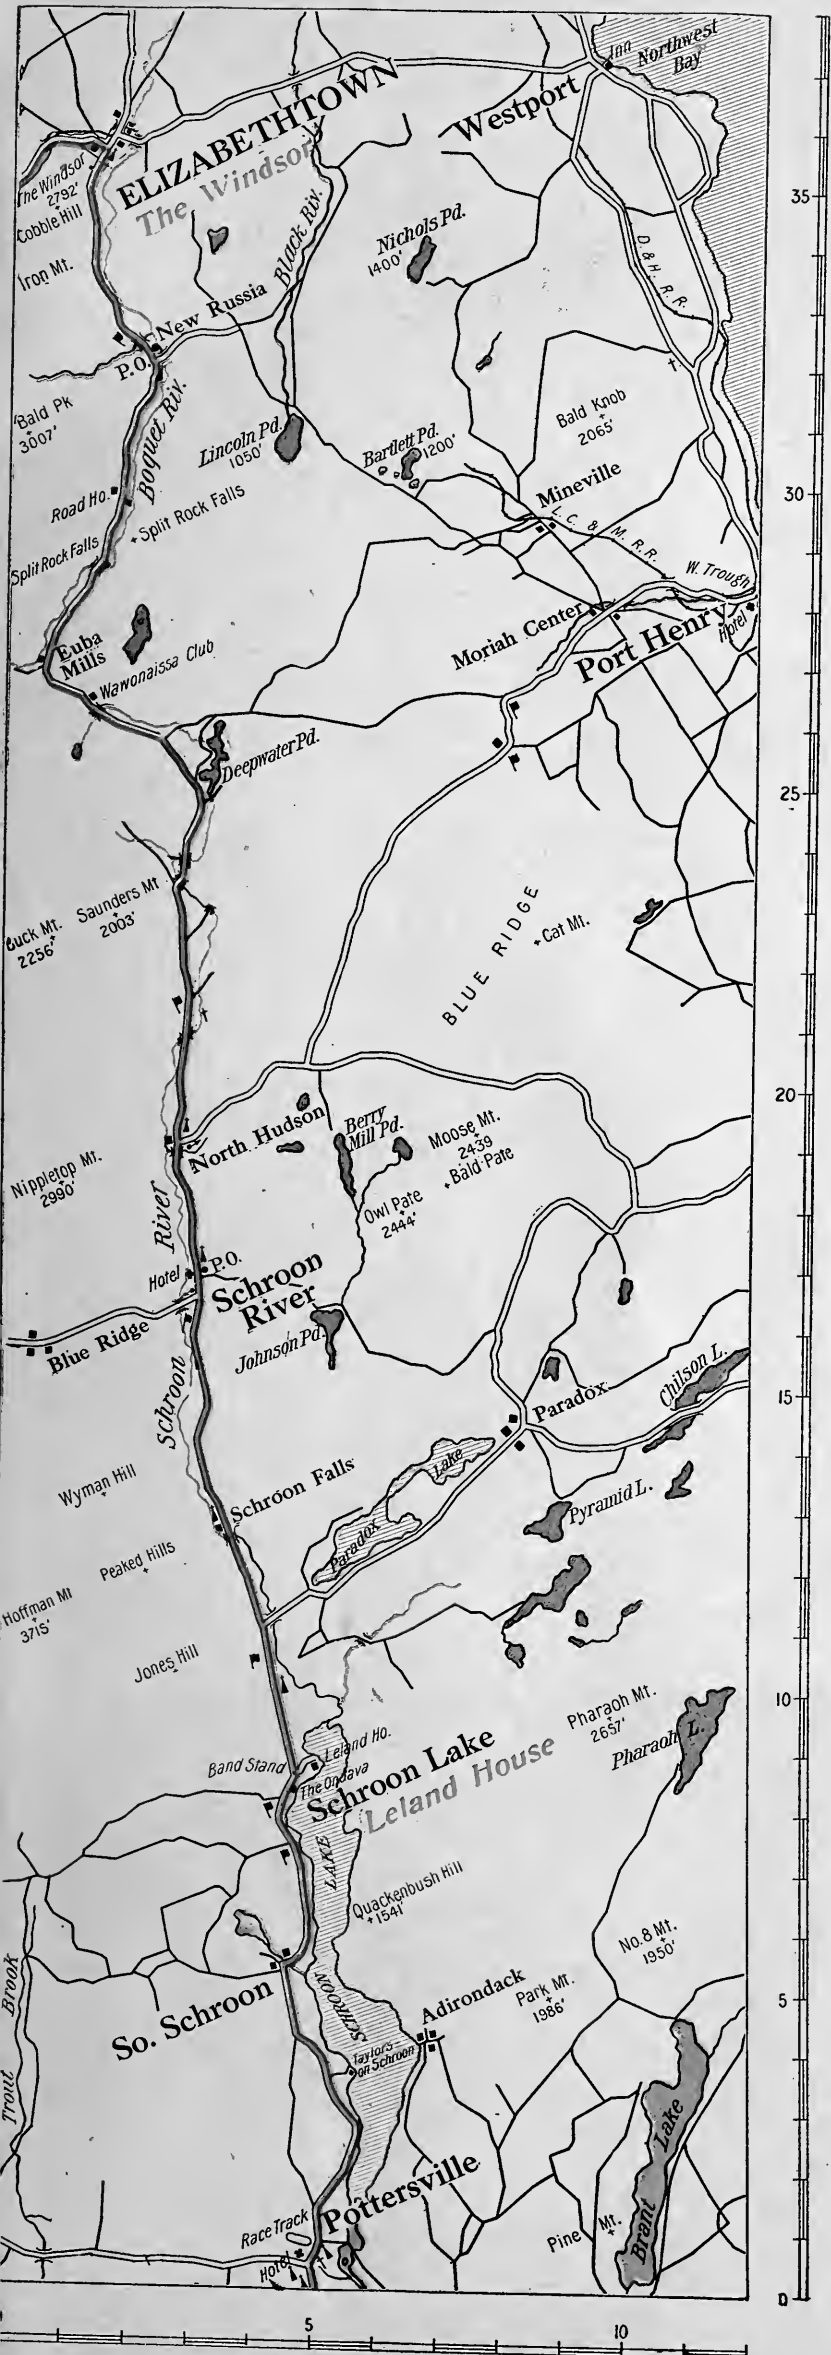 Inn
Northwest
Bay
Westport
ELIZABETHTOWN
The Windsor
The Windsor
2792'
Cobble Hill
Iron Mt.
Black Riv.
Nichols Pd.
1400'
35
D. & H. R. R.
New Russia
P.O.
Boquet Riv.
Bald Pk
3007'
Lincoln Pd.
1050'
Bartlett Pd.
1200'
Bald Knob
2065'
Road Ho.
Split Rock Falls
Split Rock Falls
Mineville
30
L. C. & M. R.R.
W. Trough
Hotel
Moriah Center
Port Henry
Euba
Mills
Wawonaissa Club
Deepwater Pd.
25
Saunders Mt
2003'
Buck Mt.
2256'
BLUE RIDGE
Cat Mt.
20
North Hudson
Berry
Mill Pd.
Moose Mt.
2439
Bald Pate
Owl Pate
2444'
Nippletop Mt.
2990'
River
Hotel
P.O.
Schroon
River
Blue Ridge
Johnson Pd.
Schroon
Chilson L.
15
Paradox
Wyman Hill
Schroon Falls
Lake
Paradox
Pyramid L.
Peaked Hills
Hoffman Mt
3715'
Jones Hill
10
Pharaoh Mt.
2657'
Pharaoh L.
Leland Ho.
Band Stand
The Ondava
Schroon Lake
Leland House
LAKE
Quackenbush Hill
1541'
No. 8 Mt.
1950'
SCHROON
Adirondack
Park Mt.
1986'
5
So. Schroon
Taylor's
on Schroon
Brook
Trout
Lake
Brant
Pottersville
Race Track
Hotel
Pine Mt.
0
5
10